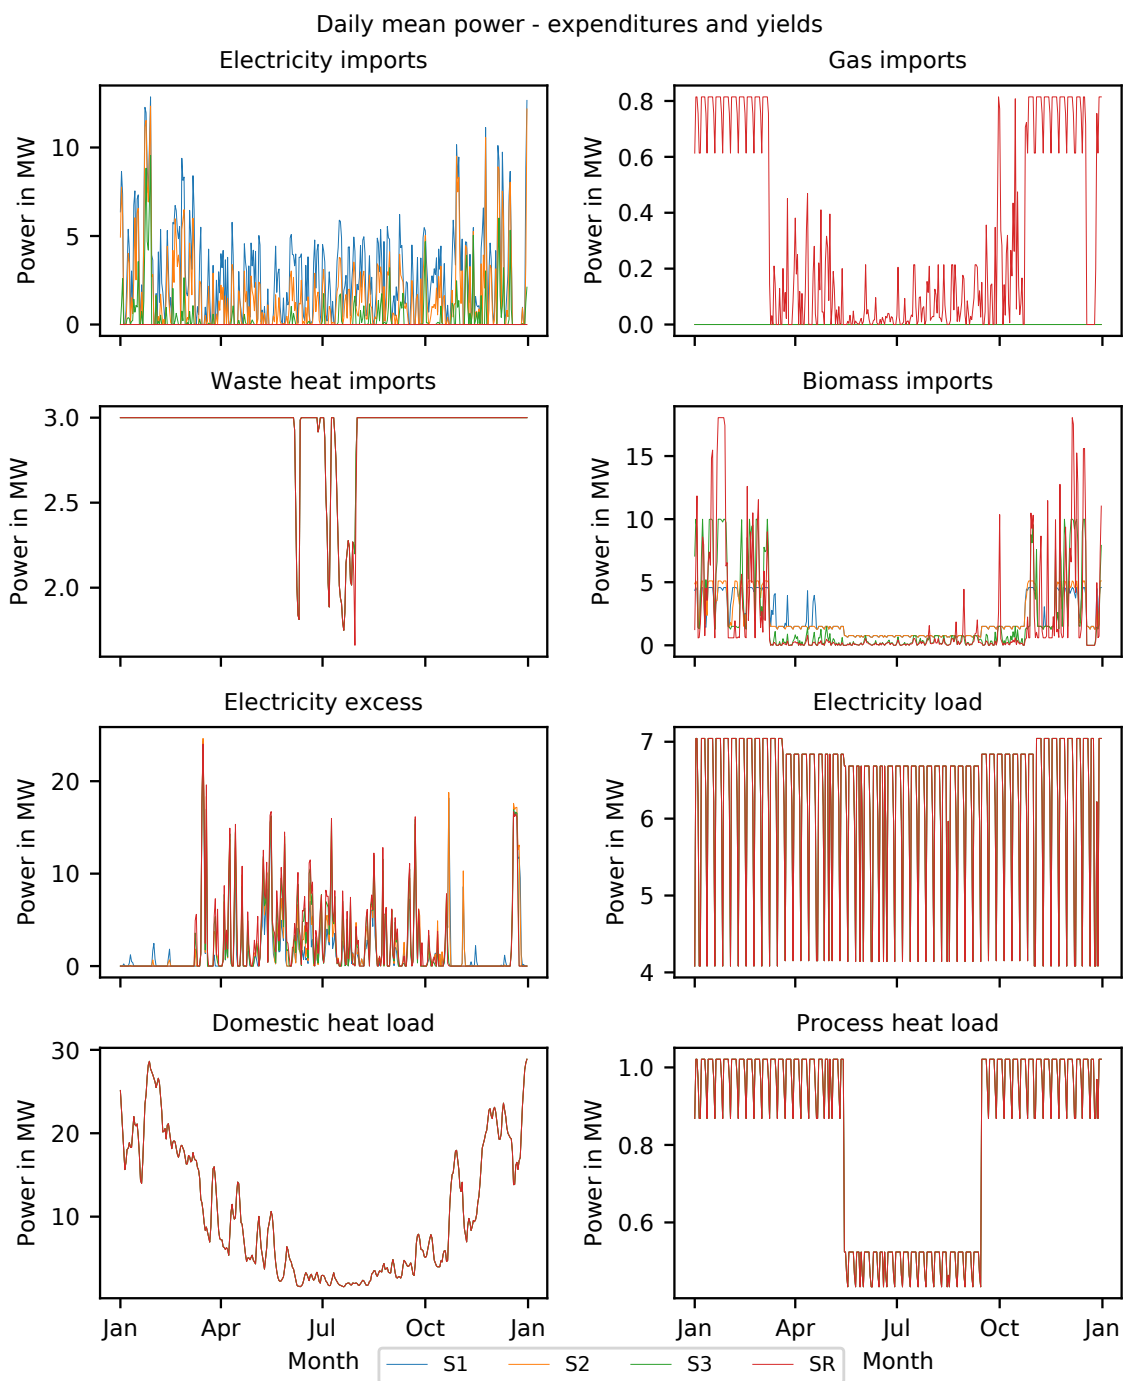 Daily mean power - expenditures and yields
Electricity imports
Gas imports
Power in MW
10
5
0
Power in MW
0.8
0.6
0.4
0.2
0.0
Waste heat imports
Biomass imports
Power in MW
3.0
2.5
2.0
Power in MW
15
10
5
0
Electricity excess
Electricity load
Power in MW
20
10
0
Power in MW
7
6
5
4
Domestic heat load
Process heat load
Power in MW
30
20
10
Power in MW
1.0
0.8
0.6
Jan Apr Jul Oct Jan
Jan Apr Jul Oct Jan
Month
Month
S1 S2 S3 SR